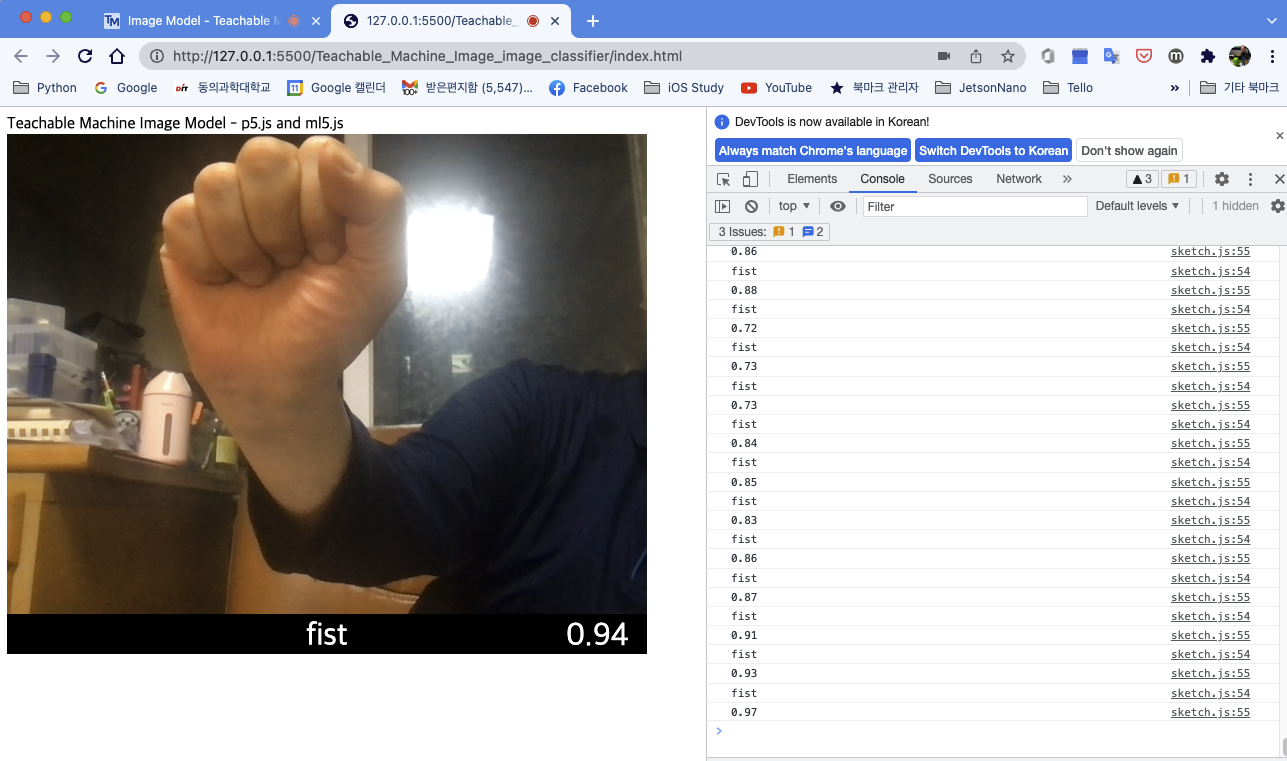 Image Model - Teachable M
127.0.0.1:5500/Teachable_
http://127.0.0.1:5500/Teachable_Machine_Image_image_classifier/index.html
Python Google 동의과학대학교 Google 캘린더 받은편지함 (5,547)... Facebook iOS Study YouTube 북마크 관리자 JetsonNano Tello » 기타 북마크
Teachable Machine Image Model - p5.js and ml5.js
fist 0.94
DevTools is now available in Korean!
Always match Chrome's language Switch DevTools to Korean Don't show again
Elements Console Sources Network » 3 1
top Filter Default levels 1 hidden
3 Issues: 1 2
0.86 sketch.js:55
fist sketch.js:54
0.88 sketch.js:55
fist sketch.js:54
0.72 sketch.js:55
fist sketch.js:54
0.73 sketch.js:55
fist sketch.js:54
0.73 sketch.js:55
fist sketch.js:54
0.84 sketch.js:55
fist sketch.js:54
0.85 sketch.js:55
fist sketch.js:54
0.83 sketch.js:55
fist sketch.js:54
0.86 sketch.js:55
fist sketch.js:54
0.87 sketch.js:55
fist sketch.js:54
0.91 sketch.js:55
fist sketch.js:54
0.93 sketch.js:55
fist sketch.js:54
0.97 sketch.js:55
>